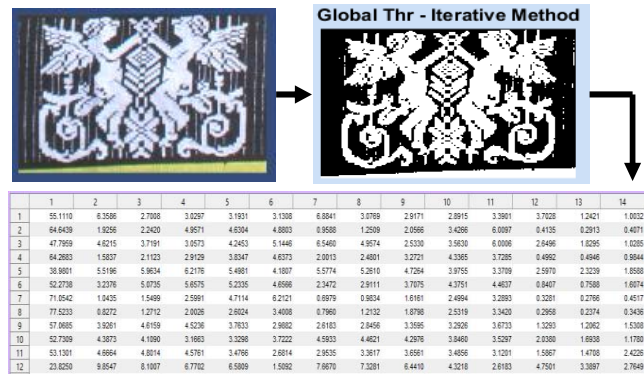 Global Thr - Iterative Method
1 2 3 4 5 6 7 8 9 10 11 12 13 14
1 55.1110 6.3586 2.7008 3.0297 3.1931 3.1308 6.8841 3.0769 2.9171 2.8915 3.3901 3.7028 1.2421 1.0032
2 64.6439 1.9256 2.2420 4.9571 4.6304 4.8803 0.9588 1.2509 2.0566 3.4266 6.0097 0.4135 0.2913 0.4071
3 47.7959 4.6215 3.7191 3.0573 4.2453 5.1446 6.5460 4.9574 2.5330 3.5630 6.0006 2.6496 1.8295 1.0285
4 64.2683 1.5837 2.1123 2.9129 3.8347 4.6373 2.0013 2.4801 3.2721 4.3365 3.7285 0.4992 0.4946 0.9844
5 38.9801 5.5196 5.9634 6.2176 5.4981 4.1807 5.5774 5.2610 4.7264 3.9755 3.3709 2.5970 3.2239 1.8588
6 52.2738 3.2376 5.0735 5.6575 5.2335 4.6566 2.3472 2.9111 3.7075 4.3751 4.4637 0.8407 0.7588 1.6074
7 71.0542 1.0435 1.5499 2.5991 4.7114 6.2121 0.6979 0.9834 1.6161 2.4994 3.2893 0.3281 0.2766 0.4517
8 77.5233 0.8272 1.2712 2.0026 2.6024 3.4008 0.7960 1.2132 1.8798 2.5319 3.3420 0.2958 0.2374 0.3436
9 57.0685 3.9261 4.6159 4.5236 3.7633 2.9882 2.6183 2.8456 3.3595 3.2926 3.6733 1.3293 1.2062 1.5308
10 52.7309 4.3873 4.1090 3.1663 3.3298 3.7222 4.5933 4.4621 4.2976 3.8460 3.5297 2.0380 1.6938 1.1780
11 53.1301 4.6664 4.8014 4.5761 3.4766 2.6814 2.9535 3.3617 3.6561 3.4856 3.1201 1.5867 1.4708 2.4226
12 23.8250 9.8547 8.1007 6.7702 6.5809 1.5092 7.6670 7.3281 6.4410 4.3218 2.6183 4.7501 3.3897 2.7649